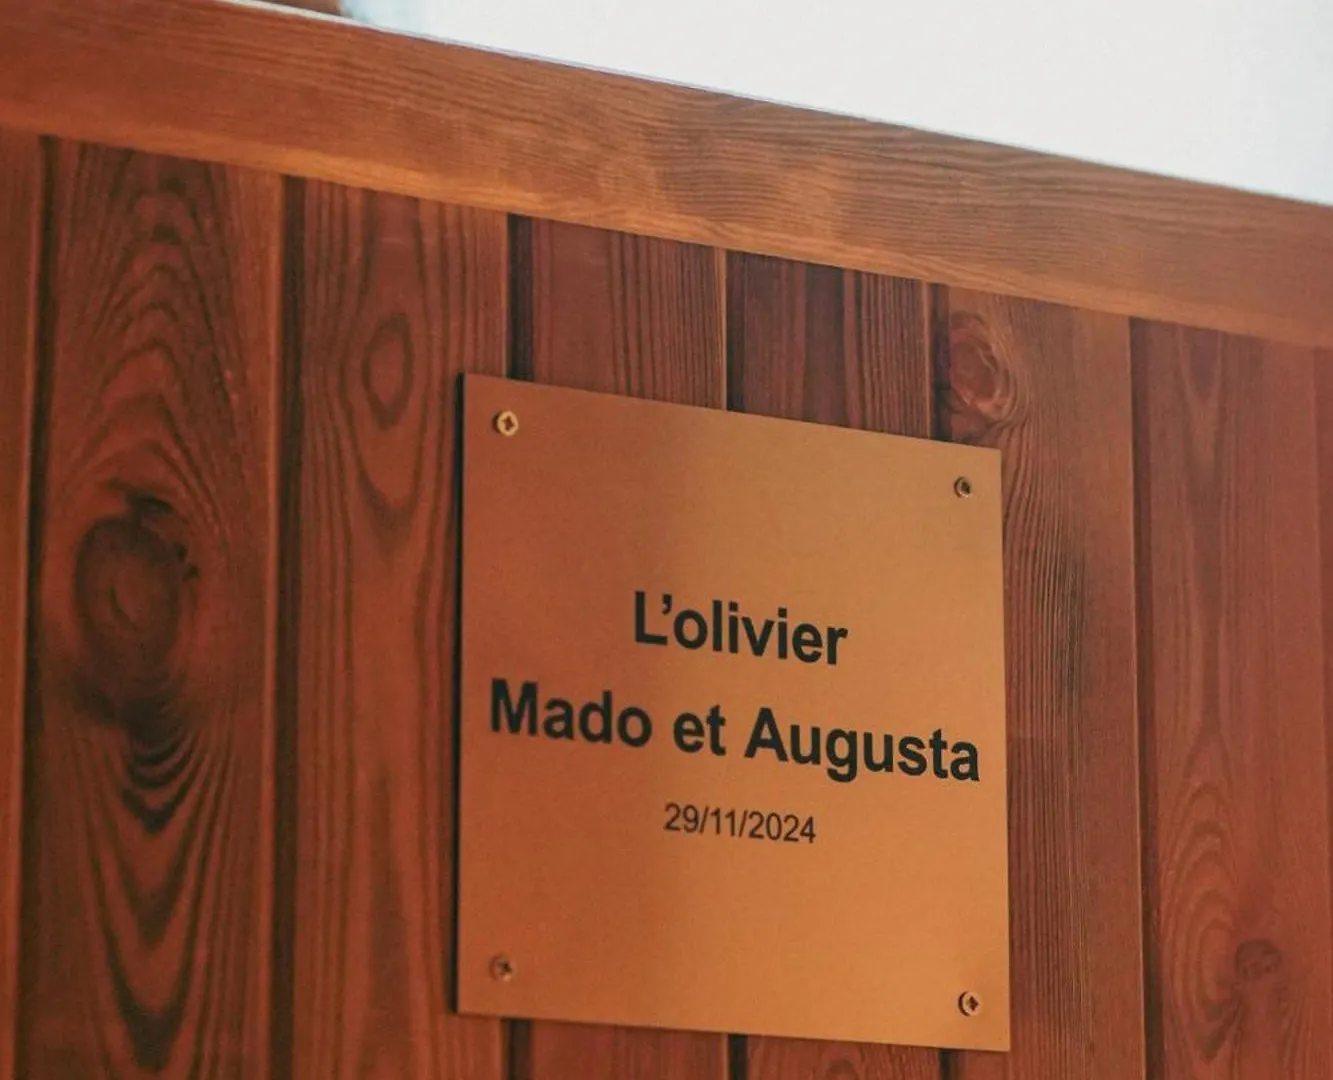 L’olivier
Mado et Augusta
29/11/2024